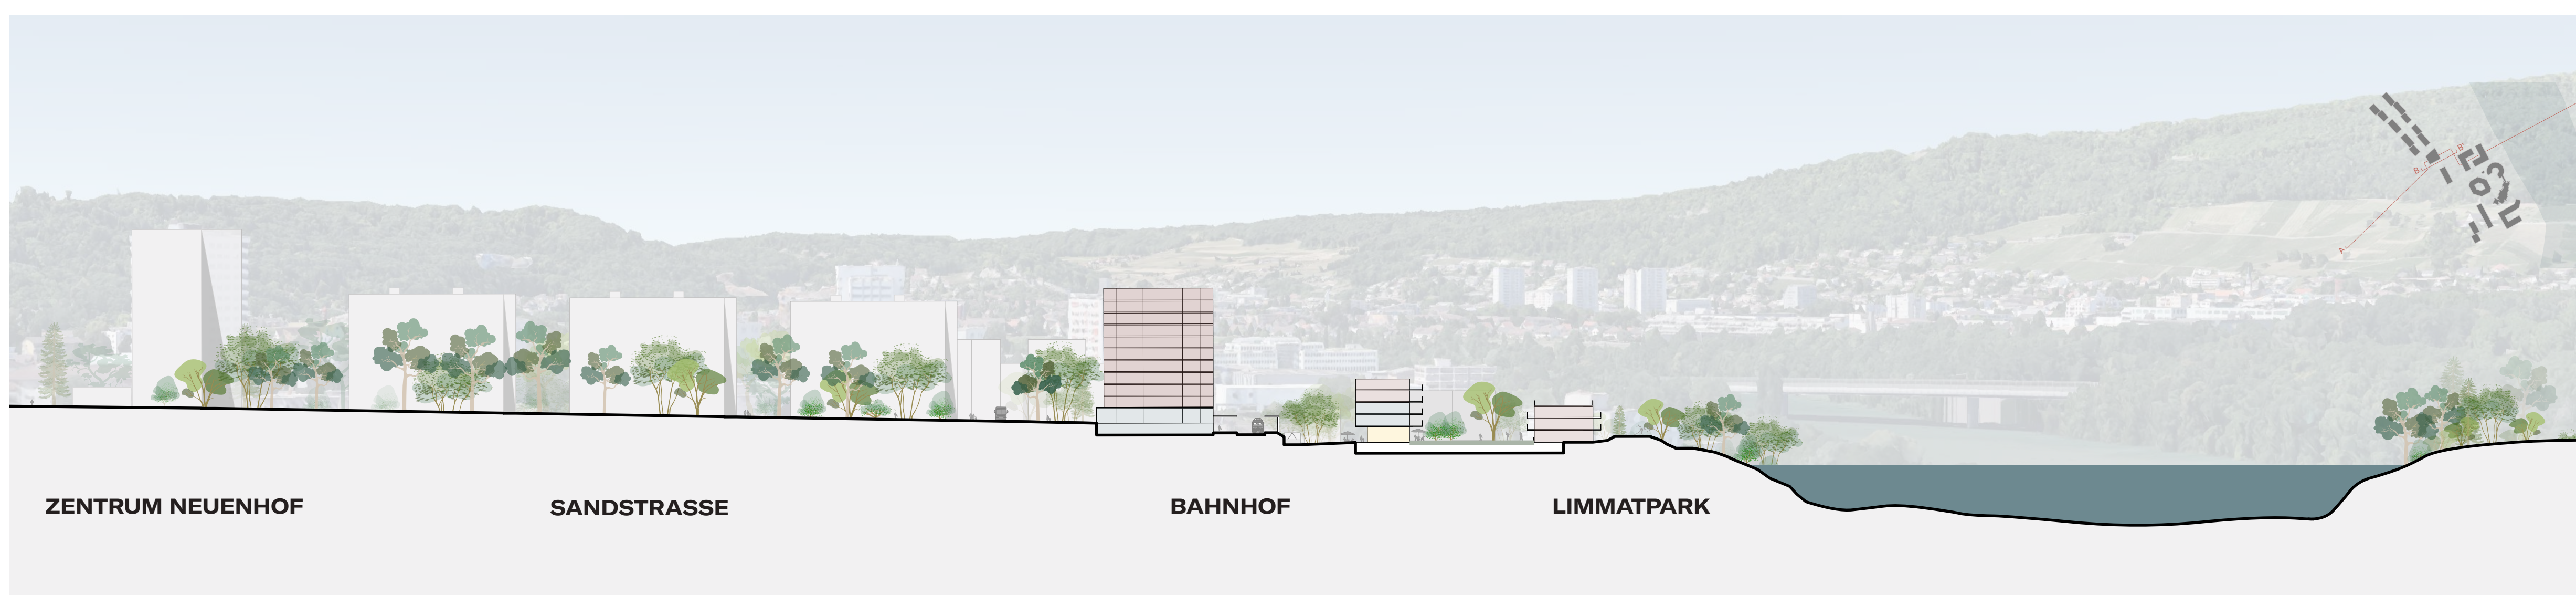 ZENTRUM NEUENHOF
SANDSTRASSE
BAHNHOF
LIMMATPARK
B
B'
A